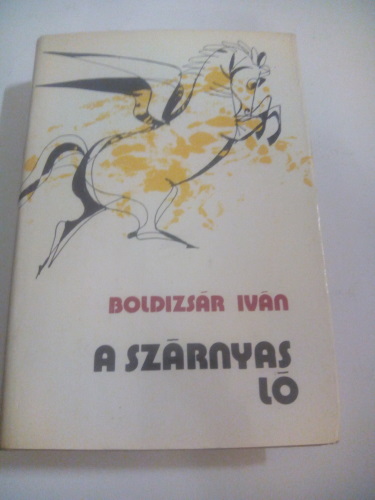 BOLDIZSÁR IVÁN
A SZÁRNYAS
LÓ